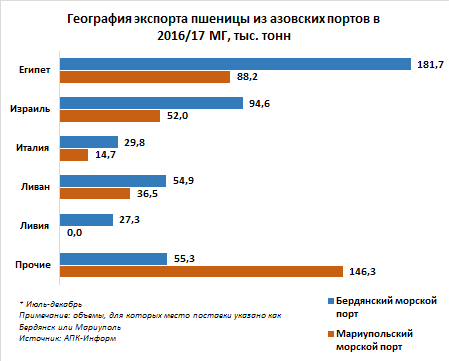 География экспорта пшеницы из азовских портов в
2016/17 МГ, тыс. тонн
Египет
181,7
88,2
Израиль
94,6
52,0
Италия
29,8
14,7
Ливан
54,9
36,5
Ливия
27,3
0,0
Прочие
55,3
146,3
* Июль-декабрь
Примечание: объемы, для которых место поставки указано как
Бердянск или Мариуполь
Источник: АПК-Информ
Бердянский морской
порт
Мариупольский
морской порт